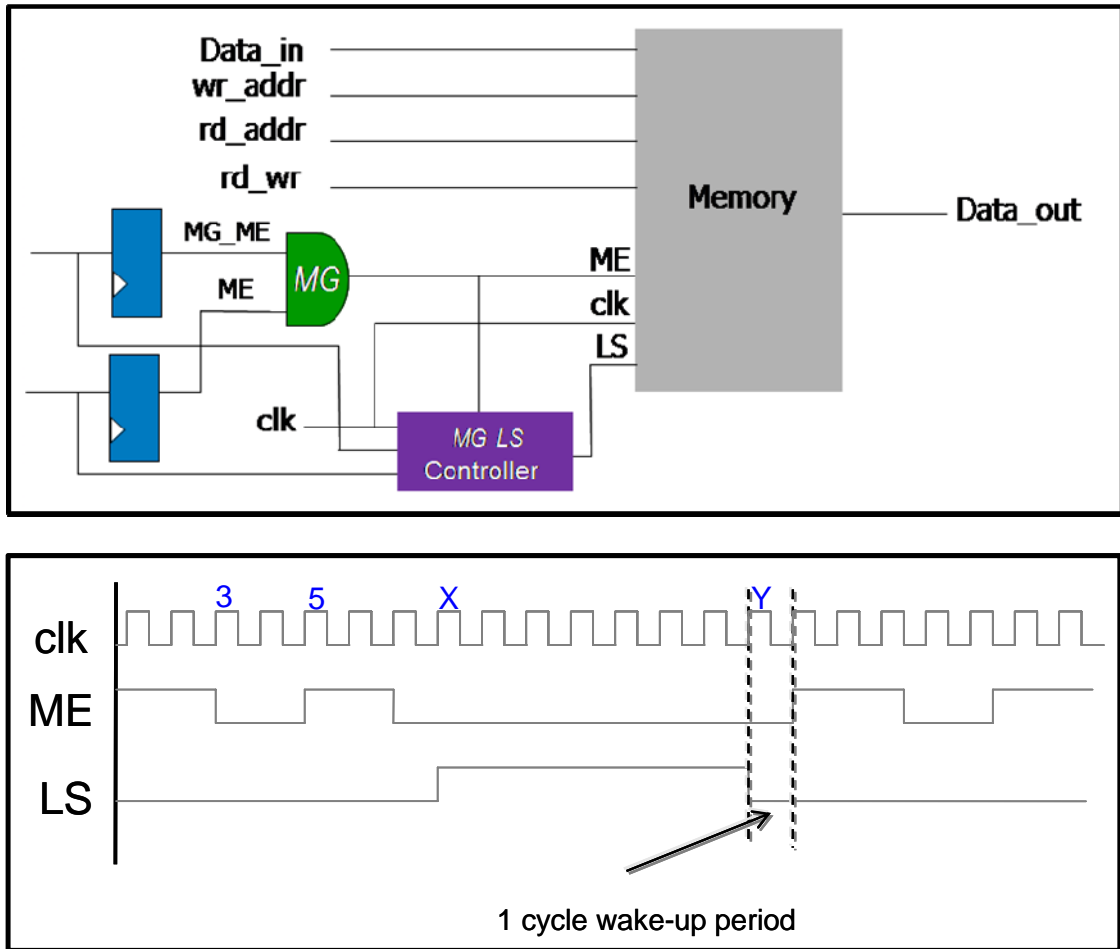 Data_in
wr_addr
rd_addr
rd_wr
Memory
Data_out
MG_ME
MG
ME
ME
clk
LS
clk
MG LS
Controller
3 5 X Y
clk
ME
LS
1 cycle wake-up period